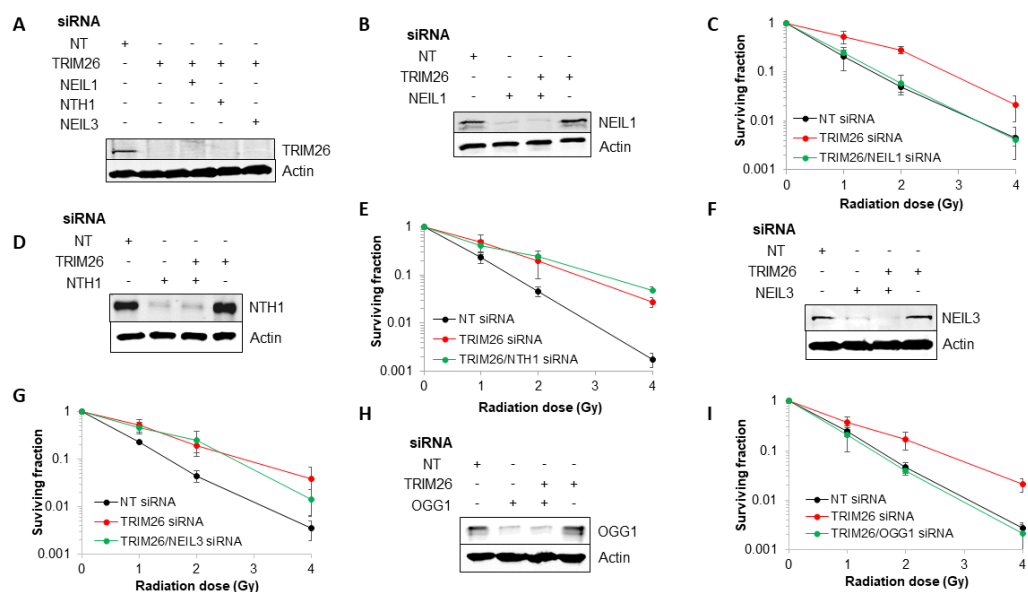 A
siRNA
NT + - - - -
TRIM26 - + + + +
NEIL1 - - + - -
NTH1 - - - + -
NEIL3 - - - - +
TRIM26
Actin
B
siRNA
NT + - - -
TRIM26 - - + +
NEIL1 - + + -
NEIL1
Actin
C
Surviving fraction
1
0.1
0.01
0.001
NT siRNA
TRIM26 siRNA
TRIM26/NEIL1 siRNA
0 1 2 3 4
Radiation dose (Gy)
D
siRNA
NT + - - -
TRIM26 - - + +
NTH1 - + + -
NTH1
Actin
E
Surviving fraction
1
0.1
0.01
0.001
NT siRNA
TRIM26 siRNA
TRIM26/NTH1 siRNA
0 1 2 3 4
Radiation dose (Gy)
F
siRNA
NT + - - -
TRIM26 - - + +
NEIL3 - + + -
NEIL3
Actin
G
Suviving fraction
1
0.1
0.01
0.001
NT siRNA
TRIM26 siRNA
TRIM26/NEIL3 siRNA
0 1 2 3 4
Radiation dose (Gy)
H
siRNA
NT + - - -
TRIM26 - - + +
OGG1 - + + -
OGG1
Actin
I
Surviving fraction
1
0.1
0.01
0.001
NT siRNA
TRIM26 siRNA
TRIM26/OGG1 siRNA
0 1 2 3 4
Radiation dose (Gy)